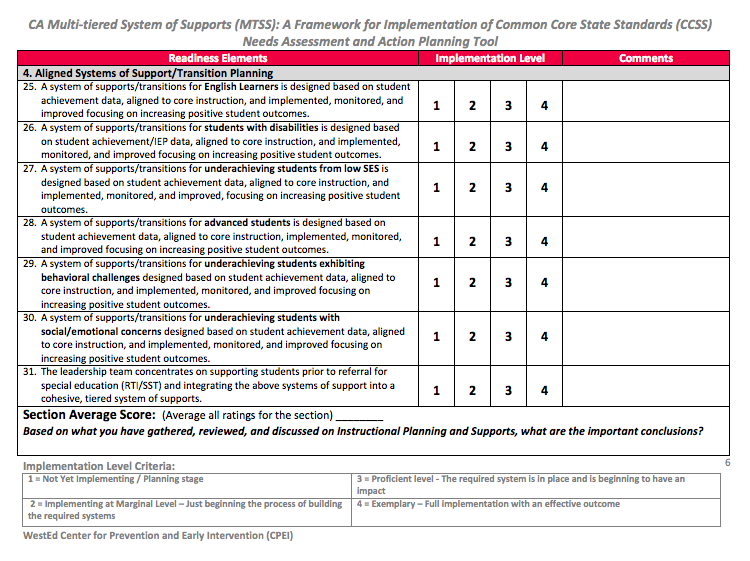 CA Multi-tiered System of Supports (MTSS): A Framework for Implementation of Common Core State Standards (CCSS)
Needs Assessment and Action Planning Tool
Readiness Elements Implementation Level Comments
4. Aligned Systems of Support/Transition Planning
25. A system of supports/transitions for English Learners is designed based on student
achievement data, aligned to core instruction, and implemented, monitored, and
improved focusing on increasing positive student outcomes.
1 2 3 4
26. A system of supports/transitions for students with disabilities is designed based
on student achievement/IEP data, aligned to core instruction, and implemented,
monitored, and improved focusing on increasing positive student outcomes.
1 2 3 4
27. A system of supports/transitions for underachieving students from low SES is
designed based on student achievement data, aligned to core instruction, and
implemented, monitored, and improved, focusing on increasing positive student
outcomes.
1 2 3 4
28. A system of supports/transitions for advanced students is designed based on
student achievement data, aligned to core instruction, implemented, monitored,
and improved focusing on increasing positive student outcomes.
1 2 3 4
29. A system of supports/transitions for underachieving students exhibiting
behavioral challenges designed based on student achievement data, aligned to
core instruction, and implemented, monitored, and improved focusing on
increasing positive student outcomes.
1 2 3 4
30. A system of supports/transitions for underachieving students with
social/emotional concerns designed based on student achievement data, aligned
to core instruction, and implemented, monitored, and improved focusing on
increasing positive student outcomes.
1 2 3 4
31. The leadership team concentrates on supporting students prior to referral for
special education (RTI/SST) and integrating the above systems of support into a
cohesive, tiered system of supports.
1 2 3 4
Section Average Score: (Average all ratings for the section) ________
Based on what you have gathered, reviewed, and discussed on Instructional Planning and Supports, what are the important conclusions?
6
Implementation Level Criteria:
1 = Not Yet Implementing / Planning stage
3 = Proficient level - The required system is in place and is beginning to have an
impact
2 = Implementing at Marginal Level – Just beginning the process of building
the required systems
4 = Exemplary – Full implementation with an effective outcome
WestEd Center for Prevention and Early Intervention (CPEI)